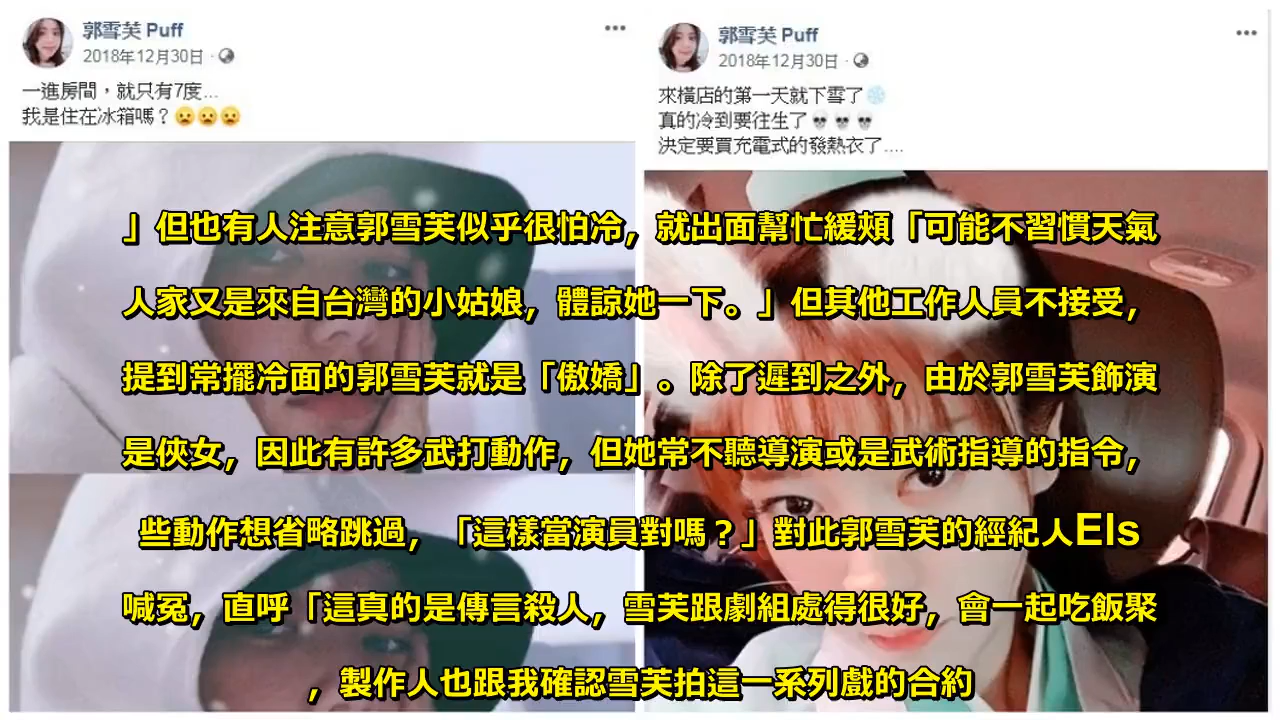 郭雪芙 Puff
2018年12月30日
一進房間，就只有7度...
我是住在冰箱嗎？
郭雪芙 Puff
2018年12月30日
來橫店的第一天就下雪了
真的冷到要往生了
決定要買充電式的發熱衣了....
」但也有人注意郭雪芙似乎很怕冷，就出面幫忙緩頰「可能不習慣天氣
人家又是來自台灣的小姑娘，體諒她一下。」但其他工作人員不接受，
提到常擺冷面的郭雪芙就是「傲嬌」。除了遲到之外，由於郭雪芙飾演
是俠女，因此有許多武打動作，但她常不聽導演或是武術指導的指令，
些動作想省略跳過，「這樣當演員對嗎？」對此郭雪芙的經紀人Els
喊冤，直呼「這真的是傳言殺人，雪芙跟劇組處得很好，會一起吃飯聚
，製作人也跟我確認雪芙拍這一系列戲的合約